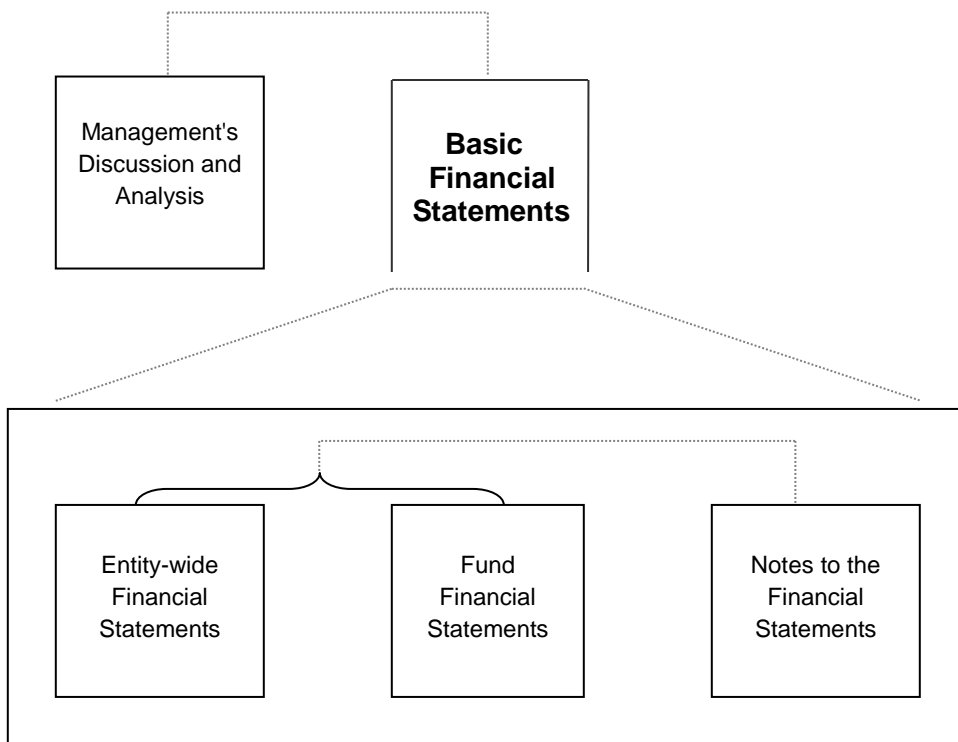 Management's
Discussion and
Analysis
Basic
Financial
Statements
Entity-wide
Financial
Statements
Fund
Financial
Statements
Notes to the
Financial
Statements